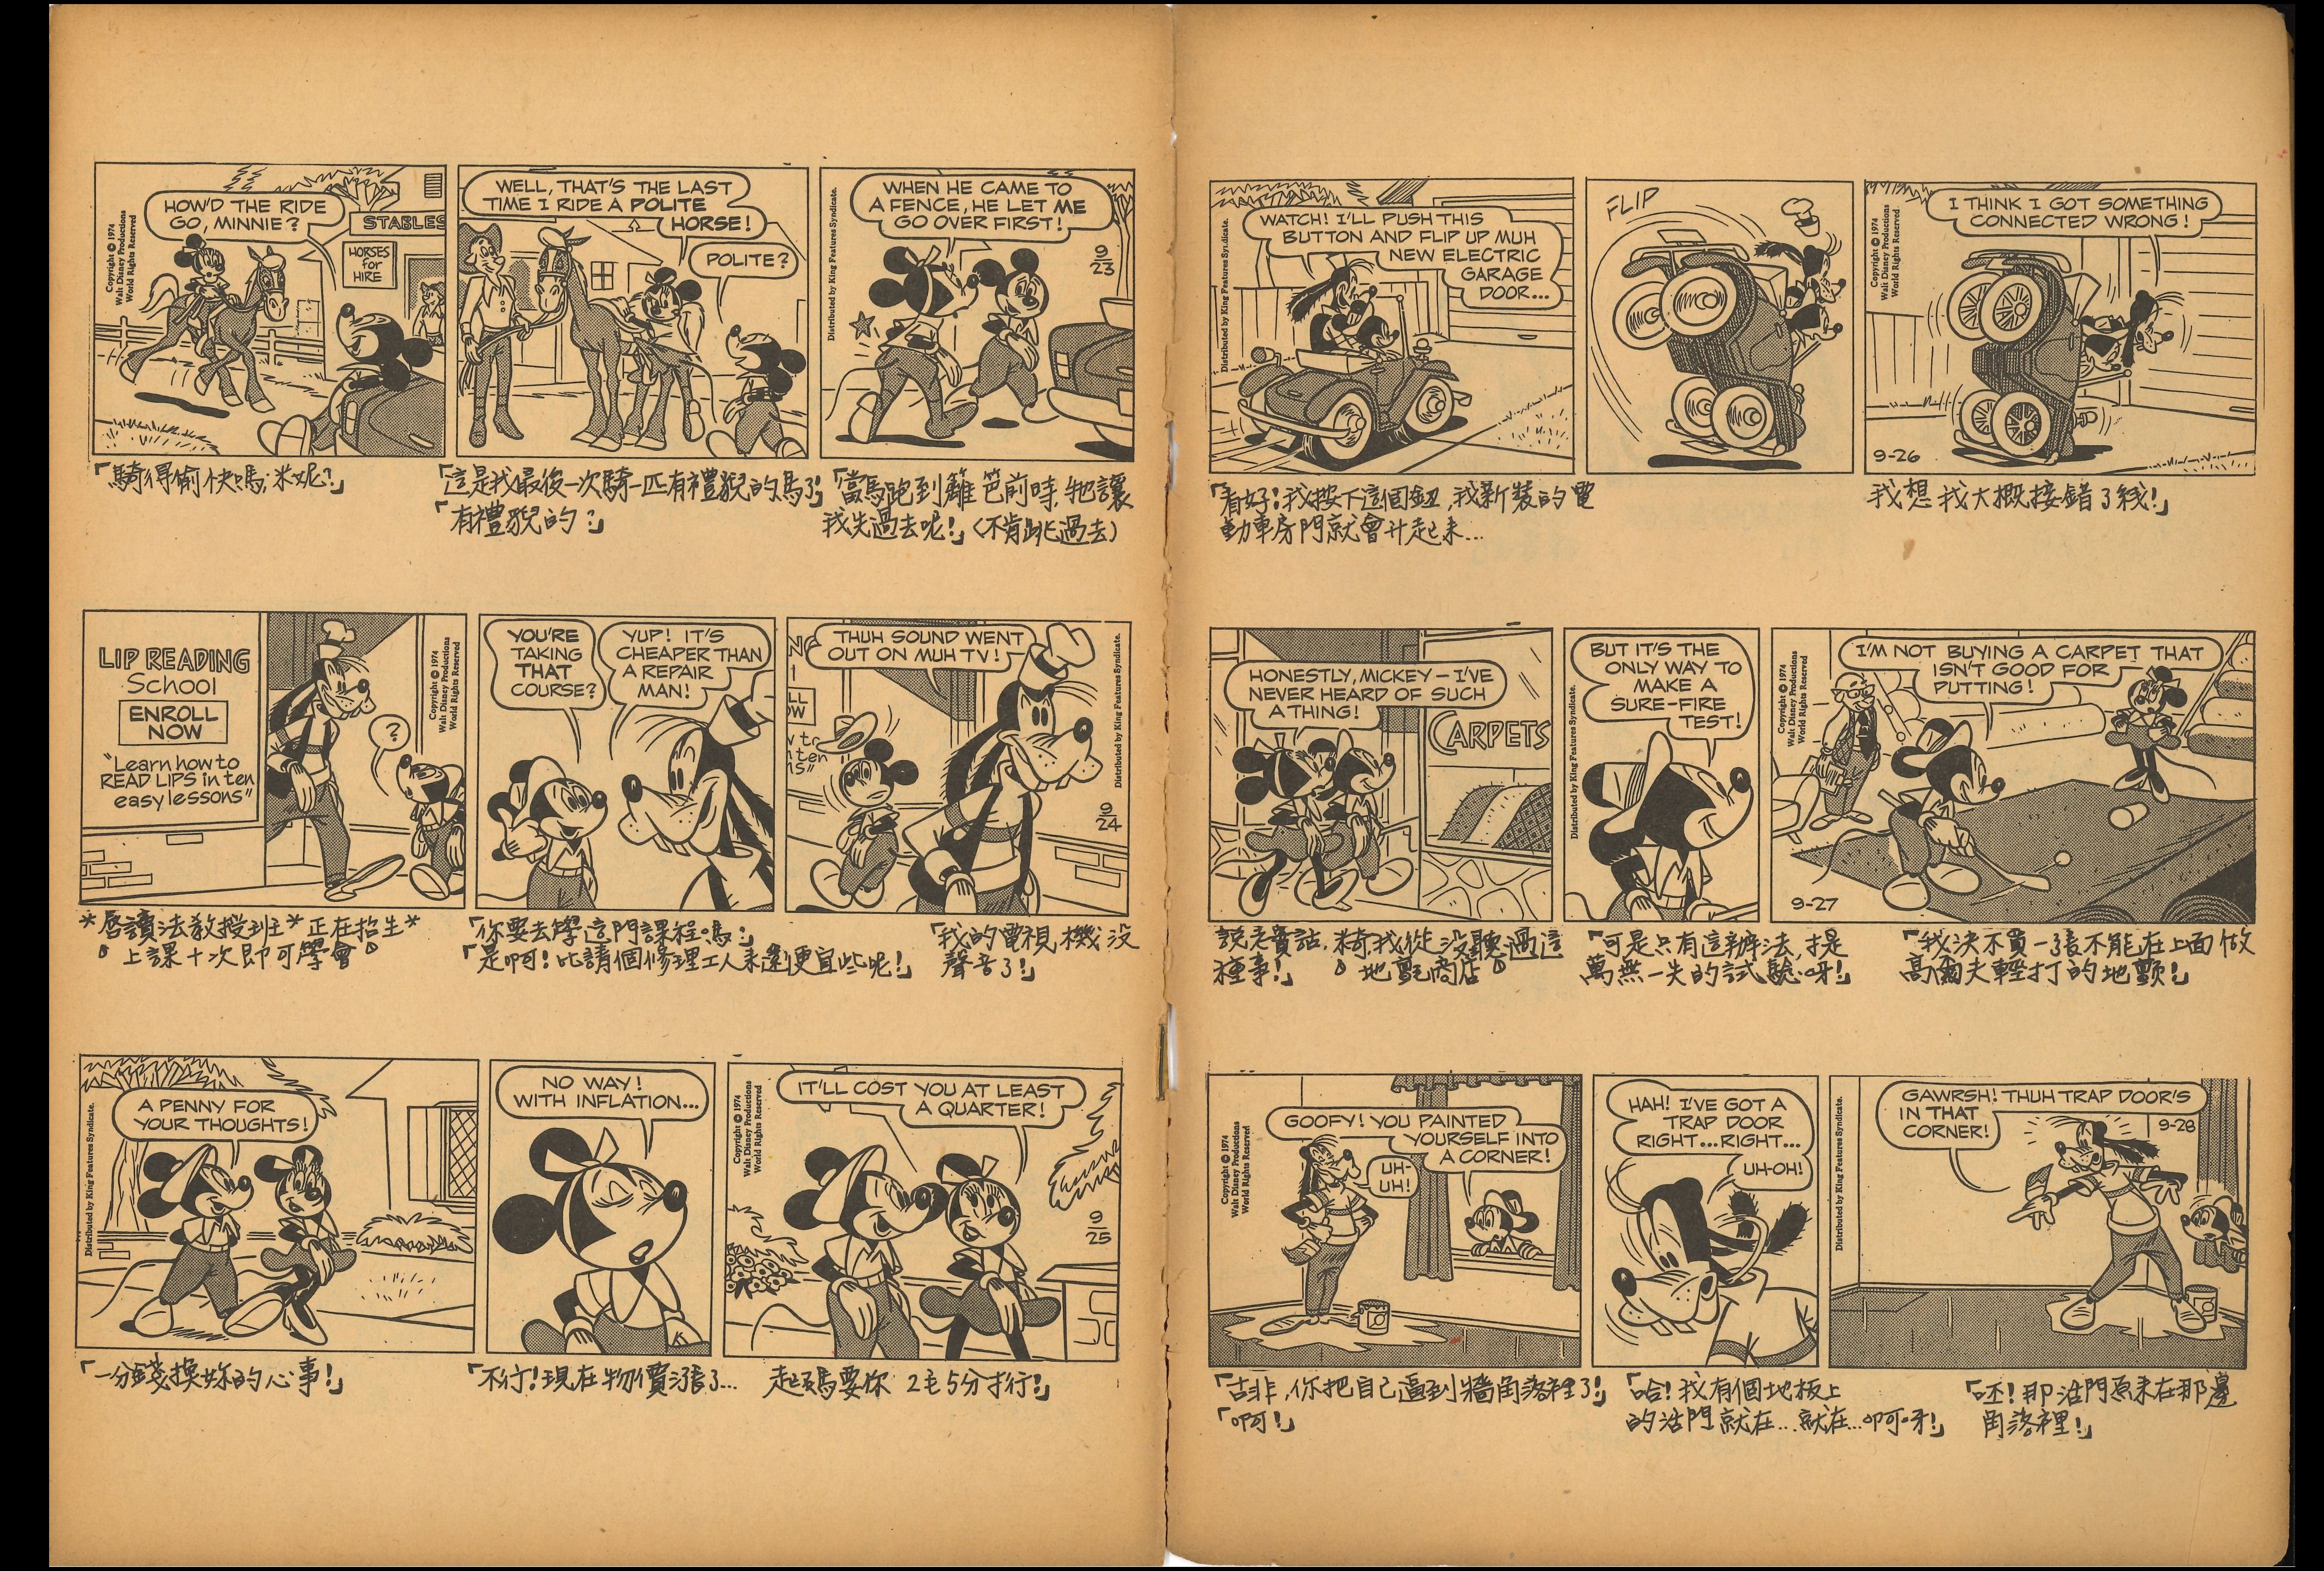 Copyright © 1974
Walt Disney Productions
World Rights Reserved
HOW'D THE RIDE
GO, MINNIE?
STABLES
HORSES
for
HIRE
WELL, THAT'S THE LAST
TIME I RIDE A POLITE
HORSE!
POLITE?
Distributed by King Features Syndicate.
WHEN HE CAME TO
A FENCE, HE LET ME
GO OVER FIRST!
9
23
「騎得愉快嗎,米妮?」
「這是我最後一次騎一匹有禮貌的馬了!」
「有禮貌的?」
「當馬跑到籬笆前時,牠讓
我先過去呢!」(不肯跳過去)
LIP READING
School
ENROLL
NOW
"Learn how to
READ LIPS in ten
easy lessons"
?
Copyright © 1974
Walt Disney Productions
World Rights Reserved
YOU'RE
TAKING
THAT
COURSE?
YUP! IT'S
CHEAPER THAN
A REPAIR
MAN!
THUH SOUND WENT
OUT ON MUH TV!
Distributed by King Features Syndicate.
9
24
*唇讀法教授班*正在招生*
上課十次即可學會
「你要去學這門課程嗎?」
「是啊!比請個修理工人來還便宜些呢!」
「我的電視機沒
聲音了!」
Distributed by King Features Syndicate.
A PENNY FOR
YOUR THOUGHTS!
NO WAY!
WITH INFLATION...
Copyright © 1974
Walt Disney Productions
World Rights Reserved
IT'LL COST YOU AT LEAST
A QUARTER!
9
25
「一分錢換妳的心事!」
「不行!現在物價漲了...
起碼要你 2毛5分才行!」
Distributed by King Features Syndicate.
WATCH! I'LL PUSH THIS
BUTTON AND FLIP UP MUH
NEW ELECTRIC
GARAGE
DOOR...
FLIP
Copyright © 1974
Walt Disney Productions
World Rights Reserved
I THINK I GOT SOMETHING
CONNECTED WRONG!
9-26
「看好!我按下這個鈕,我新裝的電
動車房門就會升起來...
我想我大概接錯了綫!」
HONESTLY, MICKEY – I'VE
NEVER HEARD OF SUCH
A THING!
CARPETS
Distributed by King Features Syndicate.
BUT IT'S THE
ONLY WAY TO
MAKE A
SURE-FIRE
TEST!
Copyright © 1974
Walt Disney Productions
World Rights Reserved
I'M NOT BUYING A CARPET THAT
ISN'T GOOD FOR
PUTTING!
9-27
說老實話,米奇我從沒聽過這
種事!」 地氈商店
「可是只有這辦法,才是
萬無一失的試驗呀!」
「我決不買一張不能在上面做
高爾夫輕打的地氈!」
Copyright © 1974
Walt Disney Productions
World Rights Reserved
GOOFY! YOU PAINTED
YOURSELF INTO
A CORNER!
UH-
UH!
HAH! I'VE GOT A
TRAP DOOR
RIGHT...RIGHT...
UH-OH!
Distributed by King Features Syndicate.
GAWRSH! THUH TRAP DOOR'S
IN THAT
CORNER!
9-28
「古非,你把自己逼到牆角落裡了!」
「啊!」
「哈!我有個地板上
的活門就在...就在...啊呀!」
「呸!那活門原來在那邊
角落裡!」